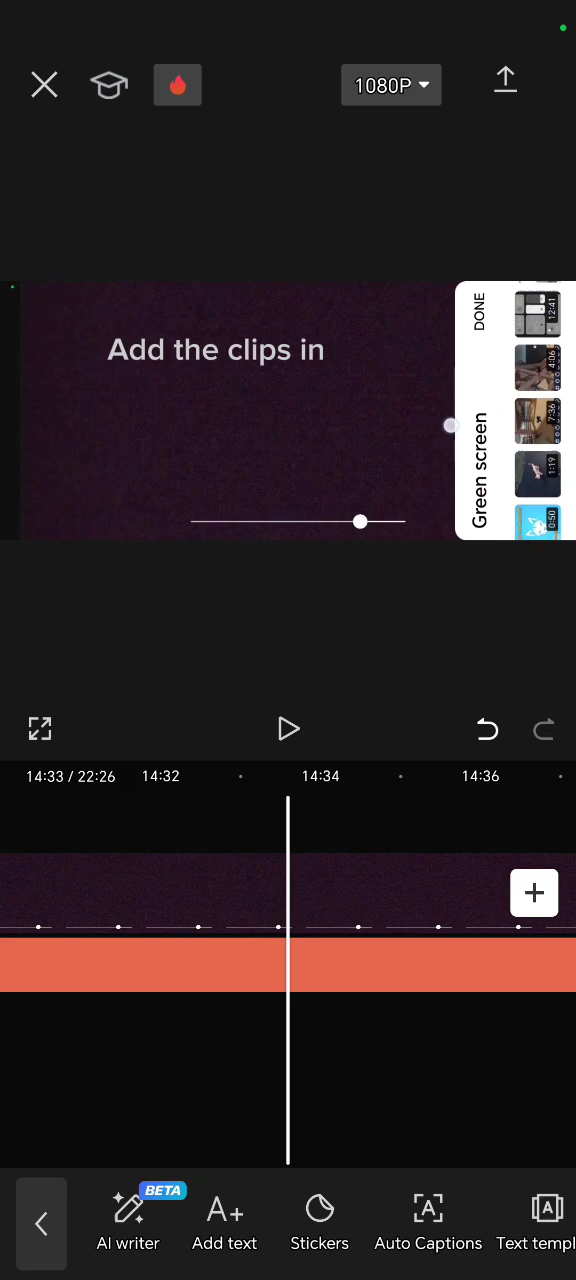 1080P
Add the clips in
DONE
Green screen
12:41
4:06
7:36
1:19
0:50
14:33 / 22:26
14:32
14:34
14:36
BETA
AI writer
Add text
Stickers
Auto Captions
Text templ